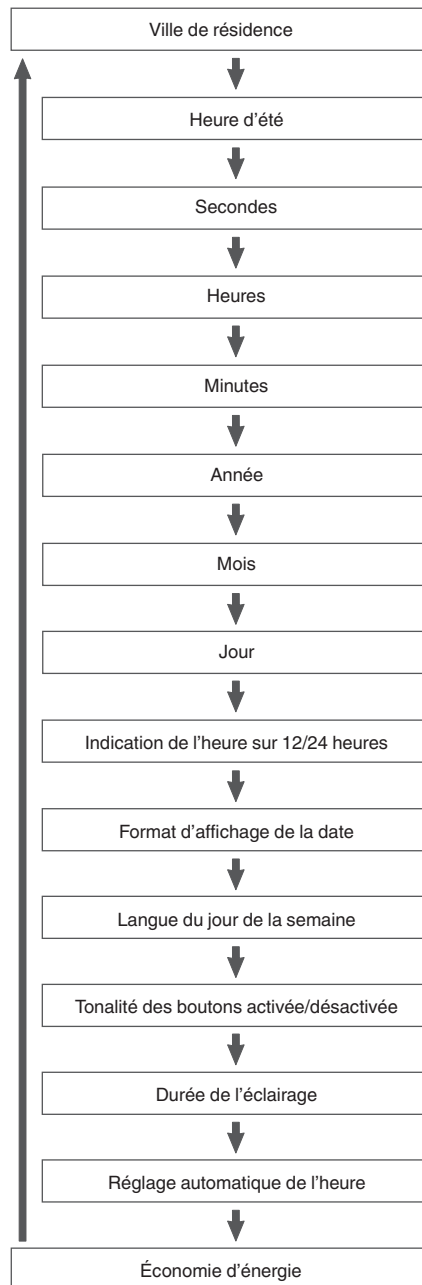 Ville de résidence
Heure d’été
Secondes
Heures
Minutes
Année
Mois
Jour
Indication de l’heure sur 12/24 heures
Format d’affichage de la date
Langue du jour de la semaine
Tonalité des boutons activée/désactivée
Durée de l’éclairage
Réglage automatique de l’heure
Économie d’énergie